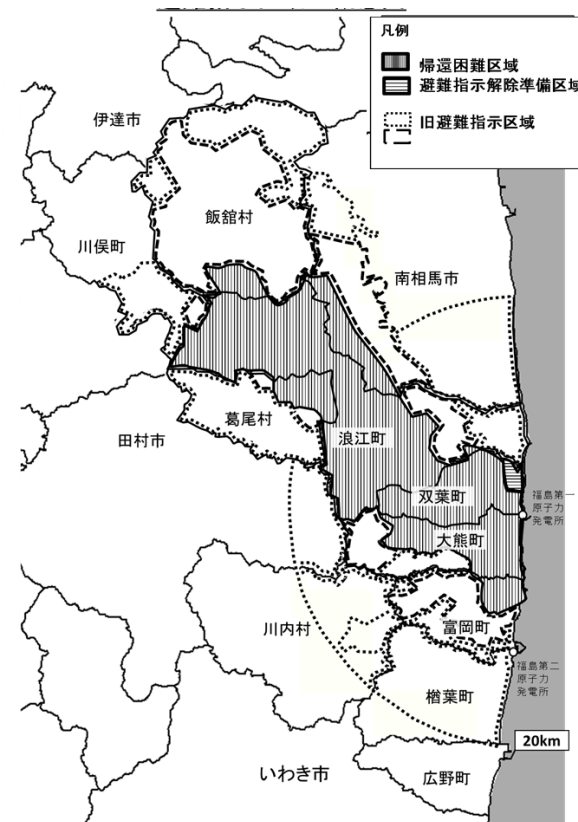 凡例
帰還困難区域
避難指示解除準備区域
旧避難指示区域
伊達市
飯舘村
川俣町
南相馬市
葛尾村
田村市
浪江町
双葉町
福島第一
原子力
発電所
大熊町
川内村
富岡町
福島第二
原子力
発電所
楢葉町
20km
いわき市
広野町